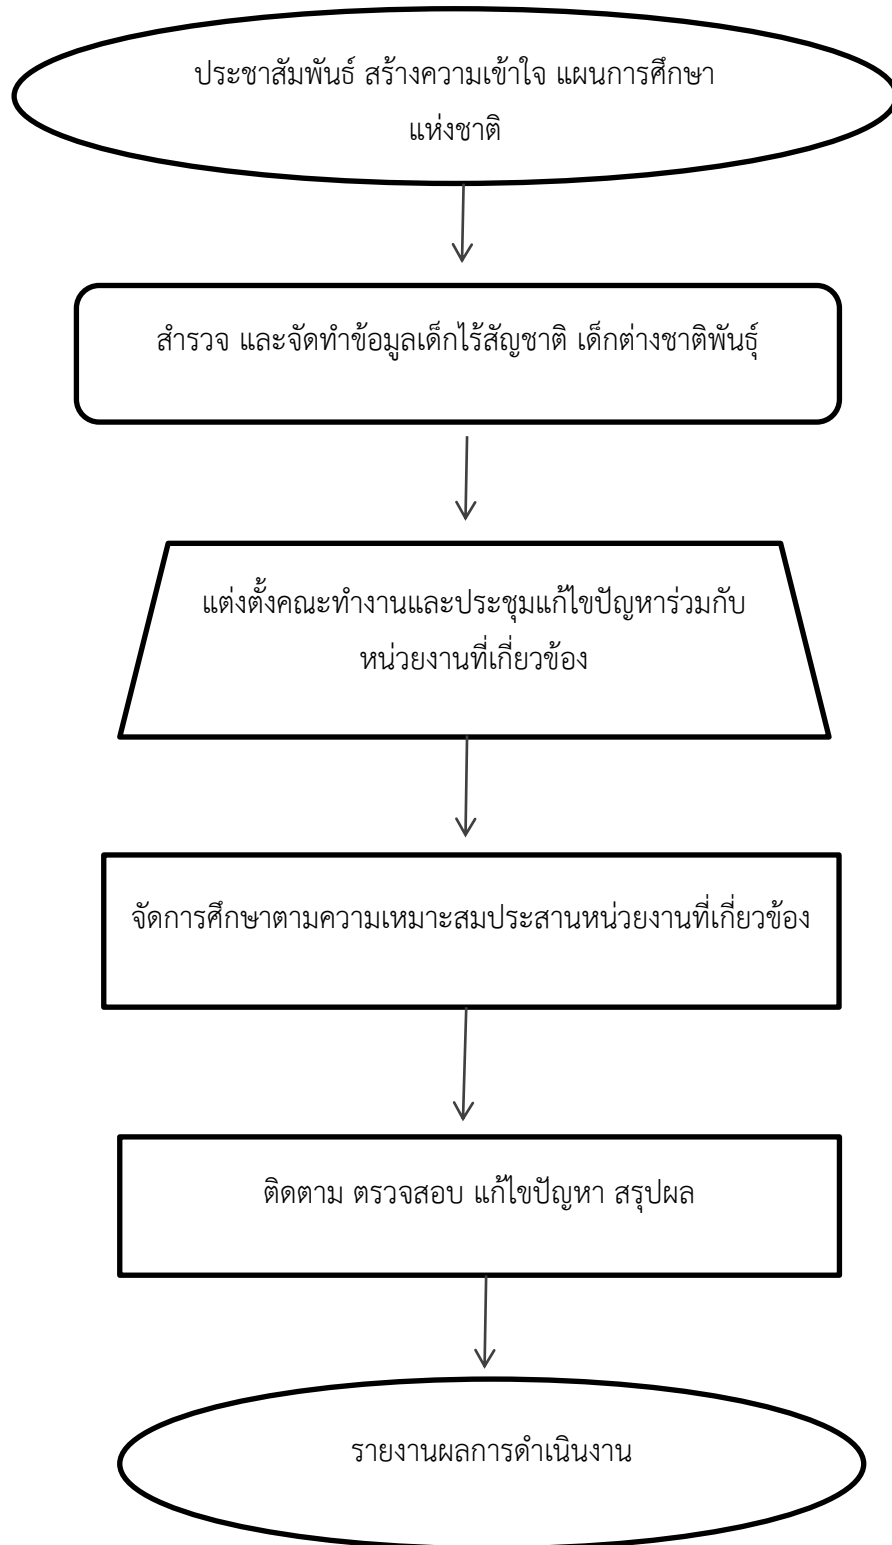 ประชาสัมพันธ์ สร้างความเข้าใจ แผนการศึกษา
แห่งชาติ
สำรวจ และจัดทำข้อมูลเด็กไร้สัญชาติ เด็กต่างชาติพันธุ์
แต่งตั้งคณะทำงานและประชุมแก้ไขปัญหาร่วมกับ
หน่วยงานที่เกี่ยวข้อง
จัดการศึกษาตามความเหมาะสมประสานหน่วยงานที่เกี่ยวข้อง
ติดตาม ตรวจสอบ แก้ไขปัญหา สรุปผล
รายงานผลการดำเนินงาน